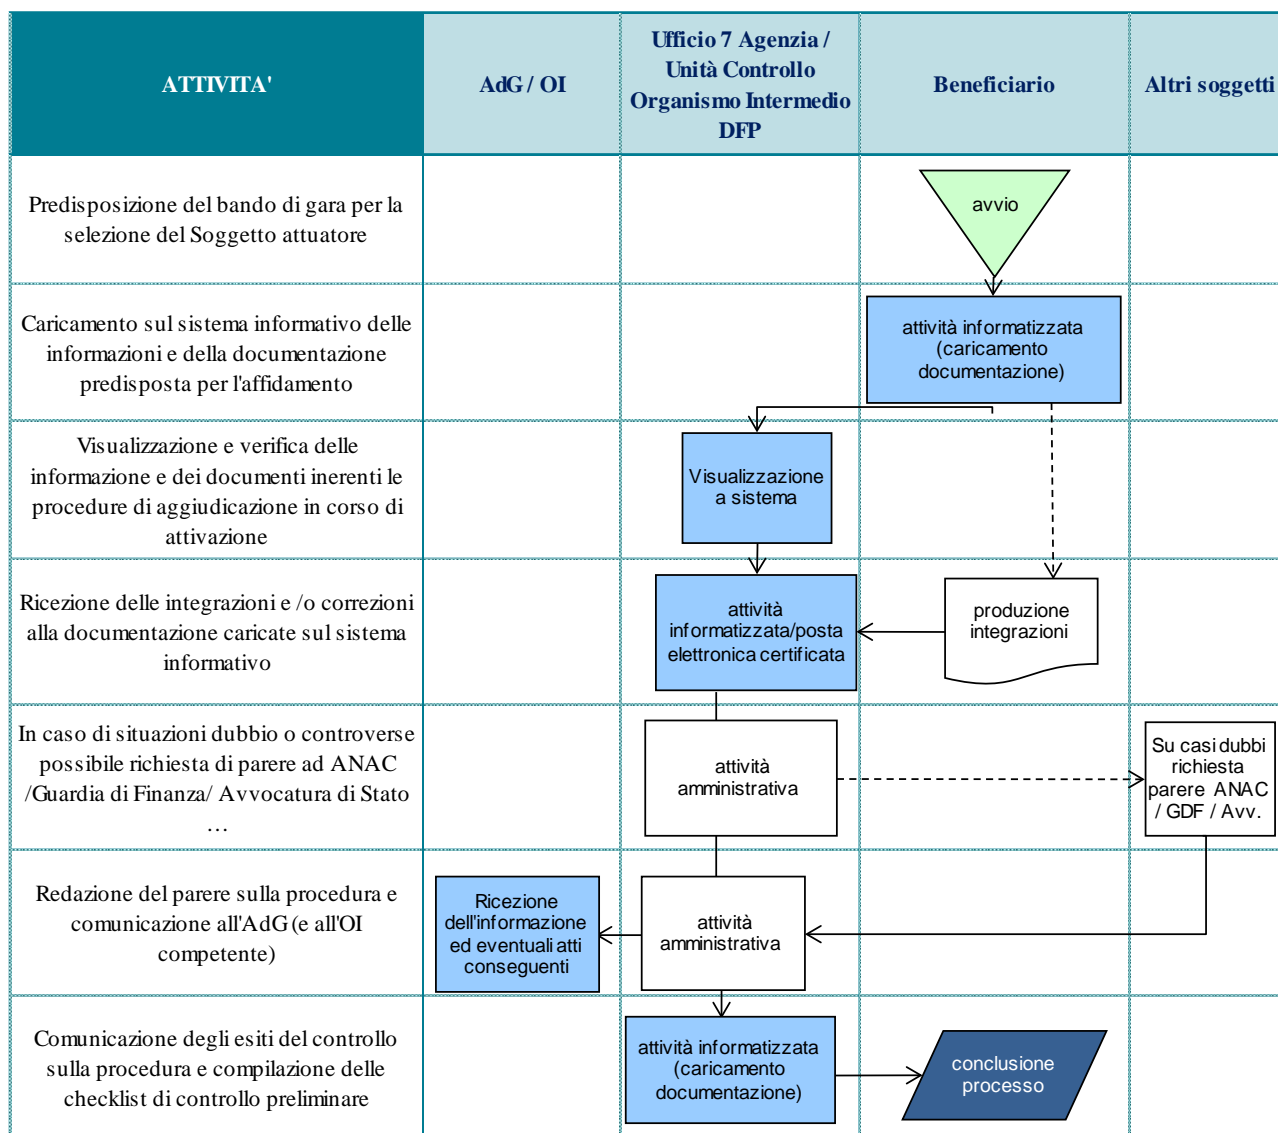 ATTIVITA'
AdG / OI
Ufficio 7 Agenzia /
Unità Controllo
Organismo Intermedio
DFP
Beneficiario
Altri soggetti
Predisposizione del bando di gara per la
selezione del Soggetto attuatore
avvio
Caricamento sul sistema informativo delle
informazioni e della documentazione
predisposta per l'affidamento
attività informatizzata
(caricamento
documentazione)
Visualizzazione e verifica delle
informazione e dei documenti inerenti le
procedure di aggiudicazione in corso di
attivazione
Visualizzazione
a sistema
Ricezione delle integrazioni e /o correzioni
alla documentazione caricate sul sistema
informativo
attività
informatizzata/posta
elettronica certificata
produzione
integrazioni
In caso di situazioni dubbio o controverse
possibile richiesta di parere ad ANAC
/Guardia di Finanza/ Avvocatura di Stato
…
attività
amministrativa
Su casi dubbi
richiesta
parere ANAC
/ GDF / Avv.
Redazione del parere sulla procedura e
comunicazione all'AdG (e all'OI
competente)
Ricezione
dell'informazione
ed eventuali atti
conseguenti
attività
amministrativa
Comunicazione degli esiti del controllo
sulla procedura e compilazione delle
checklist di controllo preliminare
attività informatizzata
(caricamento
documentazione)
conclusione
processo